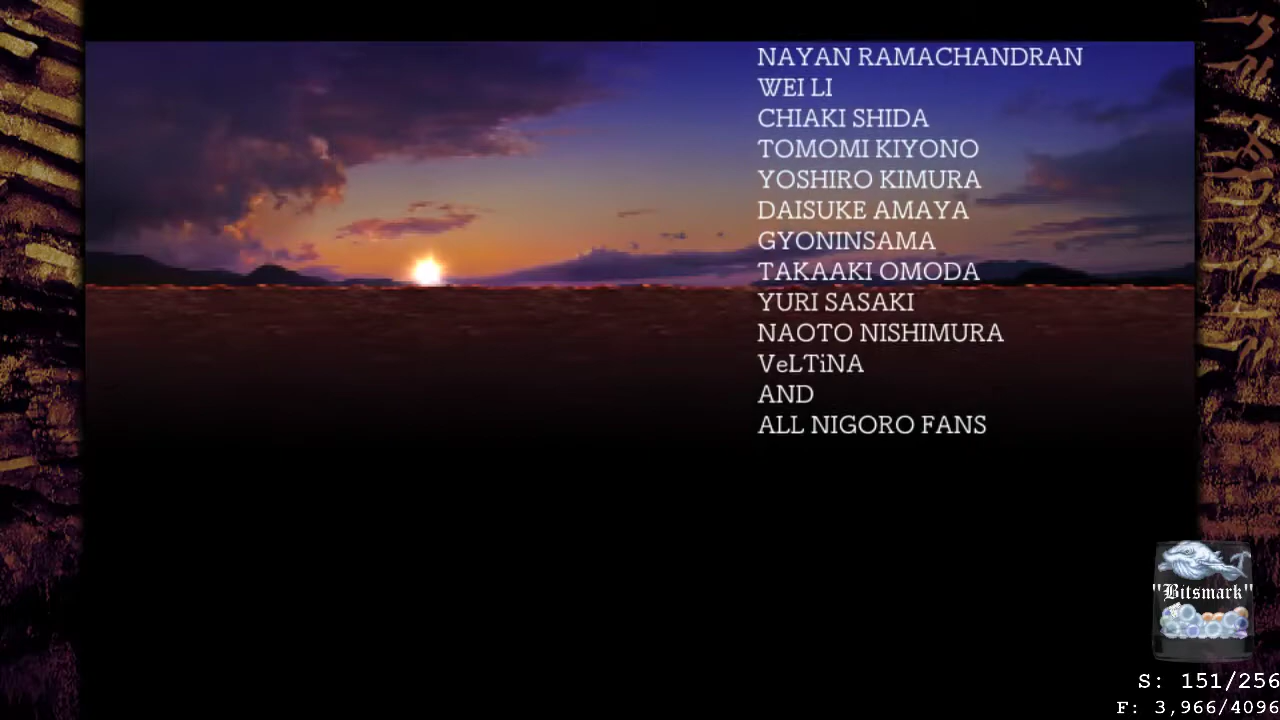 NAYAN RAMACHANDRAN
WEI LI
CHIAKI SHIDA
TOMOMI KIYONO
YOSHIRO KIMURA
DAISUKE AMAYA
GYONINSAMA
TAKAAKI OMODA
YURI SASAKI
NAOTO NISHIMURA
VeLTiNA
AND
ALL NIGORO FANS
"Bitsmark"
S: 151/256
F: 3,966/4096